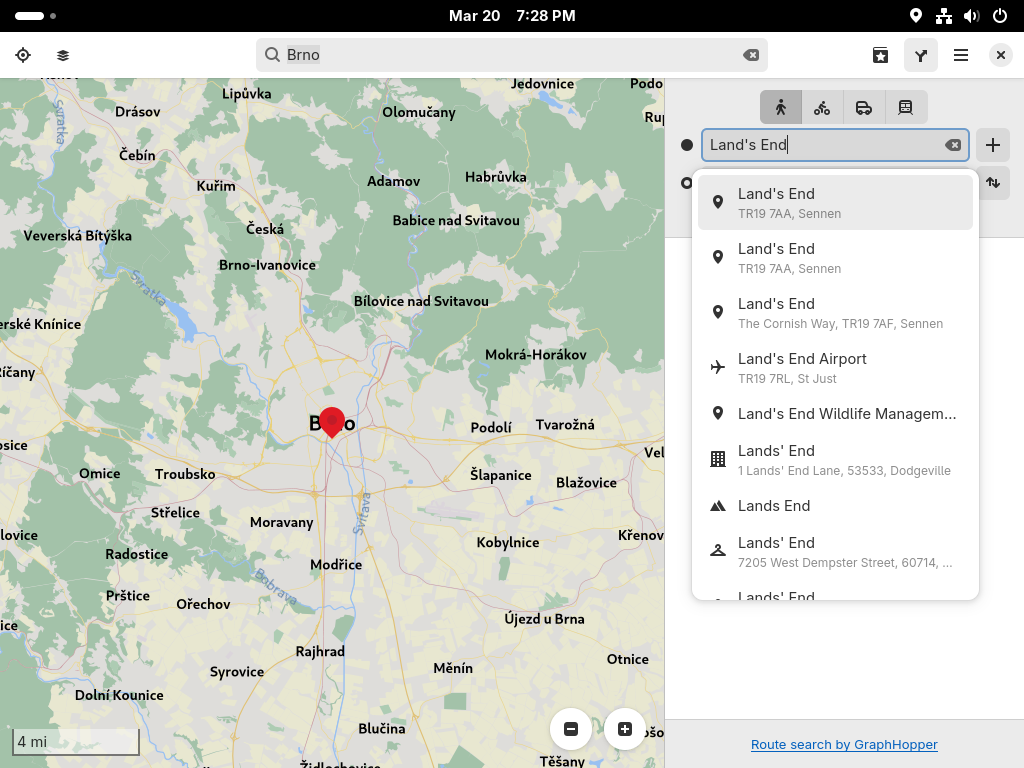 Mar 20 7:28 PM
Brno
Lipůvka
Jedovnice
Drásov
Olomučany
Svratka
Čebín
Kuřim
Adamov
Habrůvka
Česká
Babice nad Svitavou
Veverská Bítýška
Brno-Ivanovice
Svratka
Bílovice nad Svitavou
erské Knínice
Mokrá-Horákov
Říčany
Brno
Podolí
Tvarožná
osice
Omice
Troubsko
Šlapanice
Blažovice
Střelice
Moravany
Svitava
lovice
Kobylnice
Křenov
Radostice
Modřice
Bobrava
Prštice
Ořechov
Újezd u Brna
ice
Rajhrad
Syrovice
Měnín
Otnice
Dolní Kounice
Blučina
4 mi
Židlochovice
Těšany
Land's End
Land's End
TR19 7AA, Sennen
Land's End
TR19 7AA, Sennen
Land's End
The Cornish Way, TR19 7AF, Sennen
Land's End Airport
TR19 7RL, St Just
Land's End Wildlife Managem…
Lands' End
1 Lands' End Lane, 53533, Dodgeville
Lands End
Lands' End
7205 West Dempster Street, 60714, …
Lands' End
Route search by GraphHopper